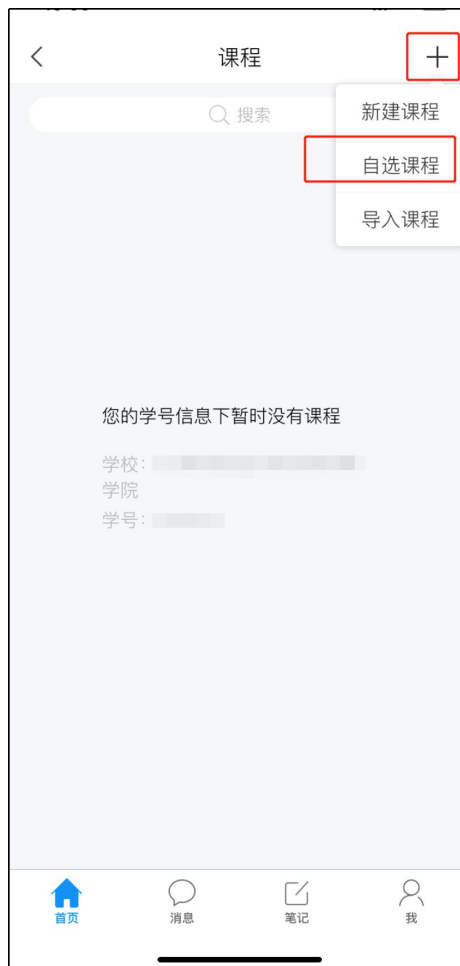 课程
搜索
新建课程
自选课程
导入课程
您的学号信息下暂时没有课程
学校：
学院
学号：
首页
消息
笔记
我